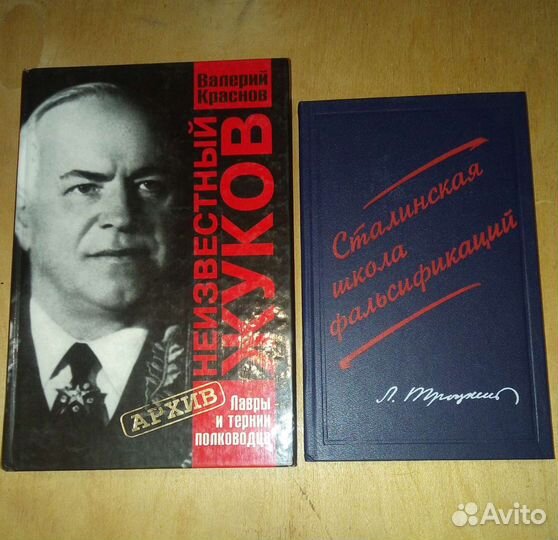 Валерий
Краснов
НЕИЗВЕСТНЫЙ
ЖУКОВ
АРХИВ
Лавры
и тернии
полководца
Сталинская
школа
фальсификаций
Л. Троцкий
Avito